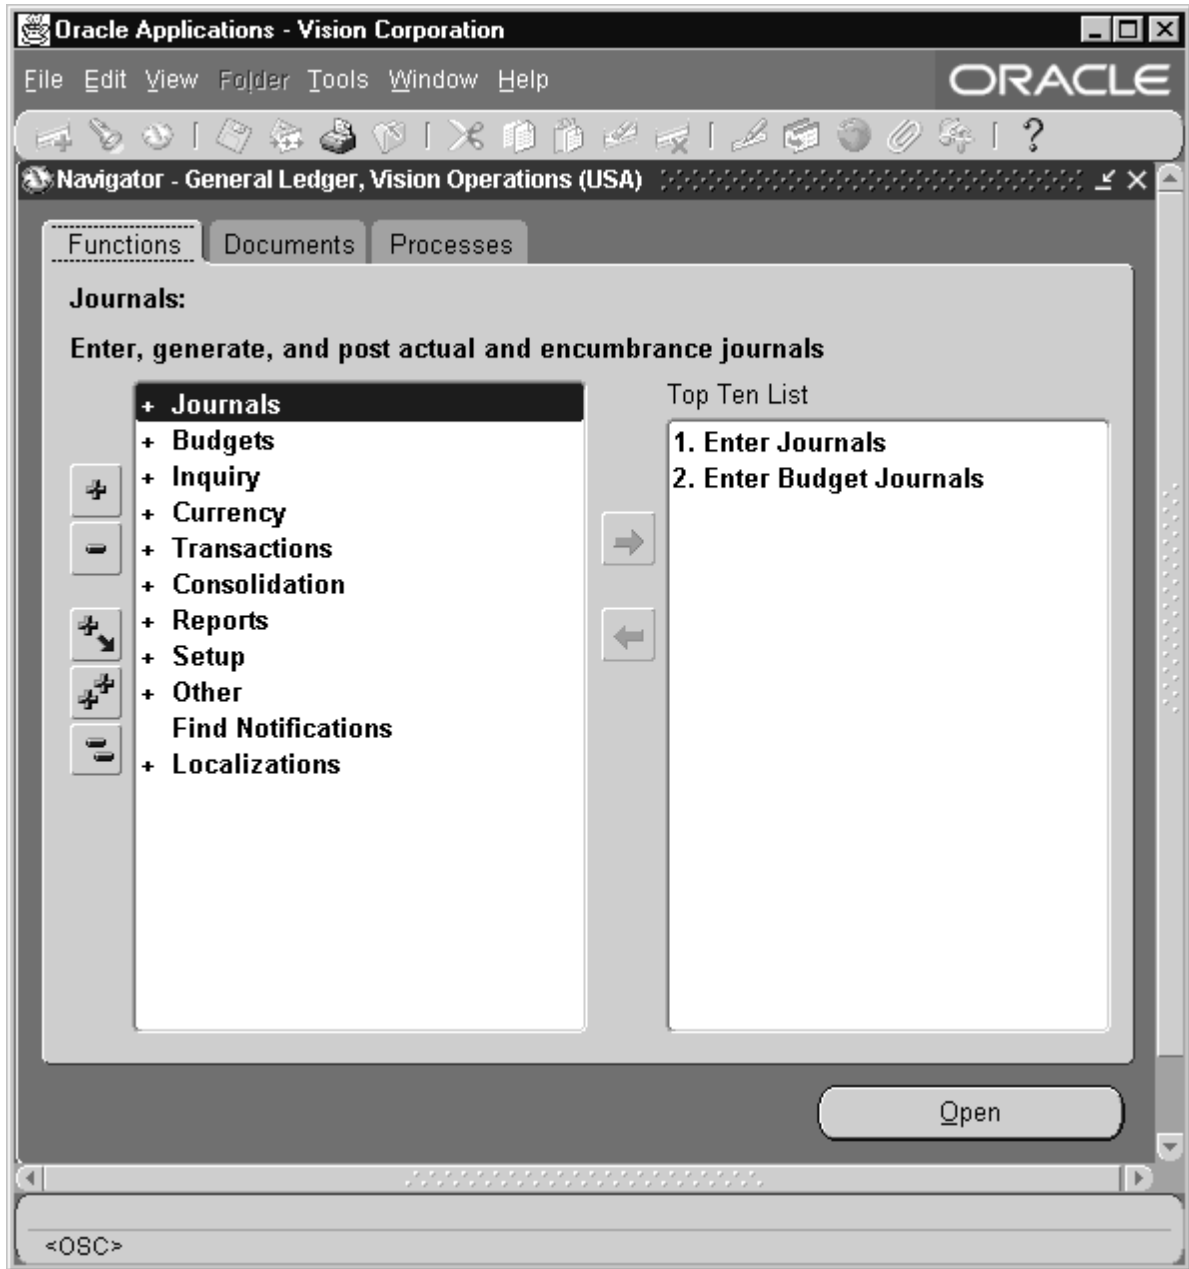 Oracle Applications - Vision Corporation
File Edit View Folder Tools Window Help
ORACLE
?
Navigator - General Ledger, Vision Operations (USA)
Functions Documents Processes
Journals:
Enter, generate, and post actual and encumbrance journals
Top Ten List
+ Journals
+ Budgets
+ Inquiry
+ Currency
+ Transactions
+ Consolidation
+ Reports
+ Setup
+ Other
Find Notifications
+ Localizations
1. Enter Journals
2. Enter Budget Journals
Open
<OSC>